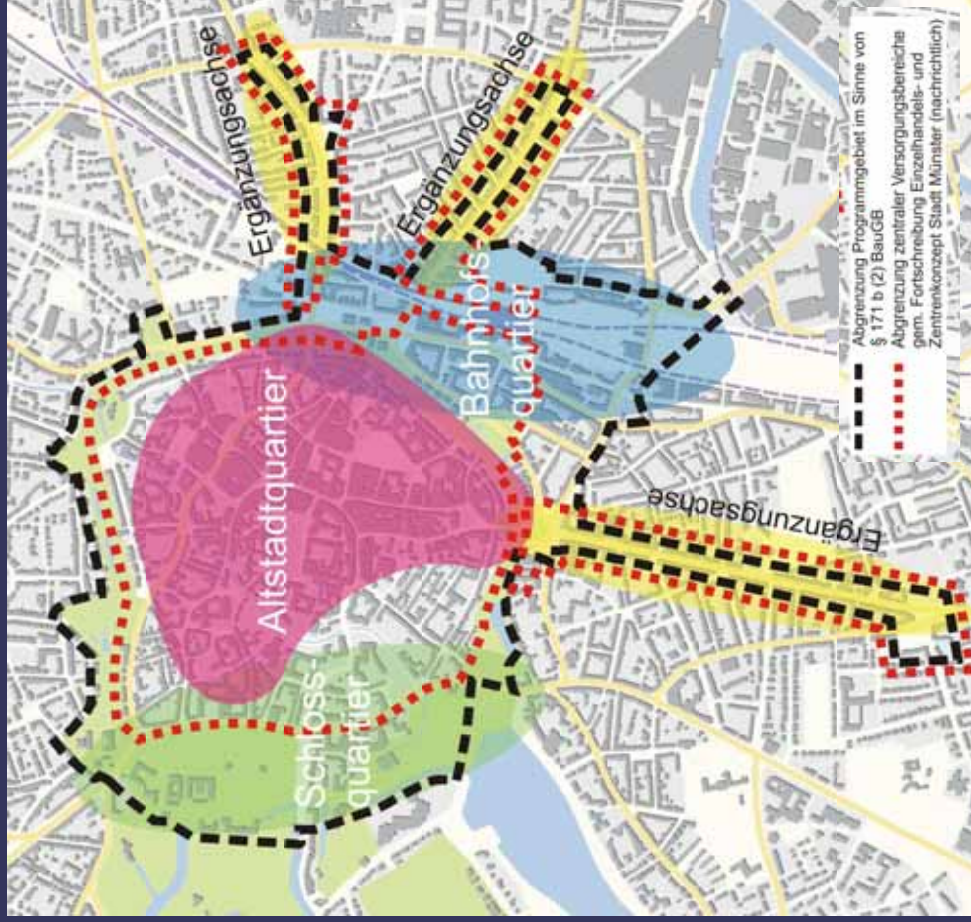 Ergänzungsachse
Ergänzungsachse
Altstadtquartier
Bahnhofs-
quartier
Schloss-
quartier
Ergänzungsachse
Abgrenzung Programmgebiet im Sinne von
§ 171 b (2) BauGB
Abgrenzung zentraler Versorgungsbereiche
gem. Fortschreibung Einzelhandels- und
Zentrenkonzept Stadt Münster (nachrichtlich)